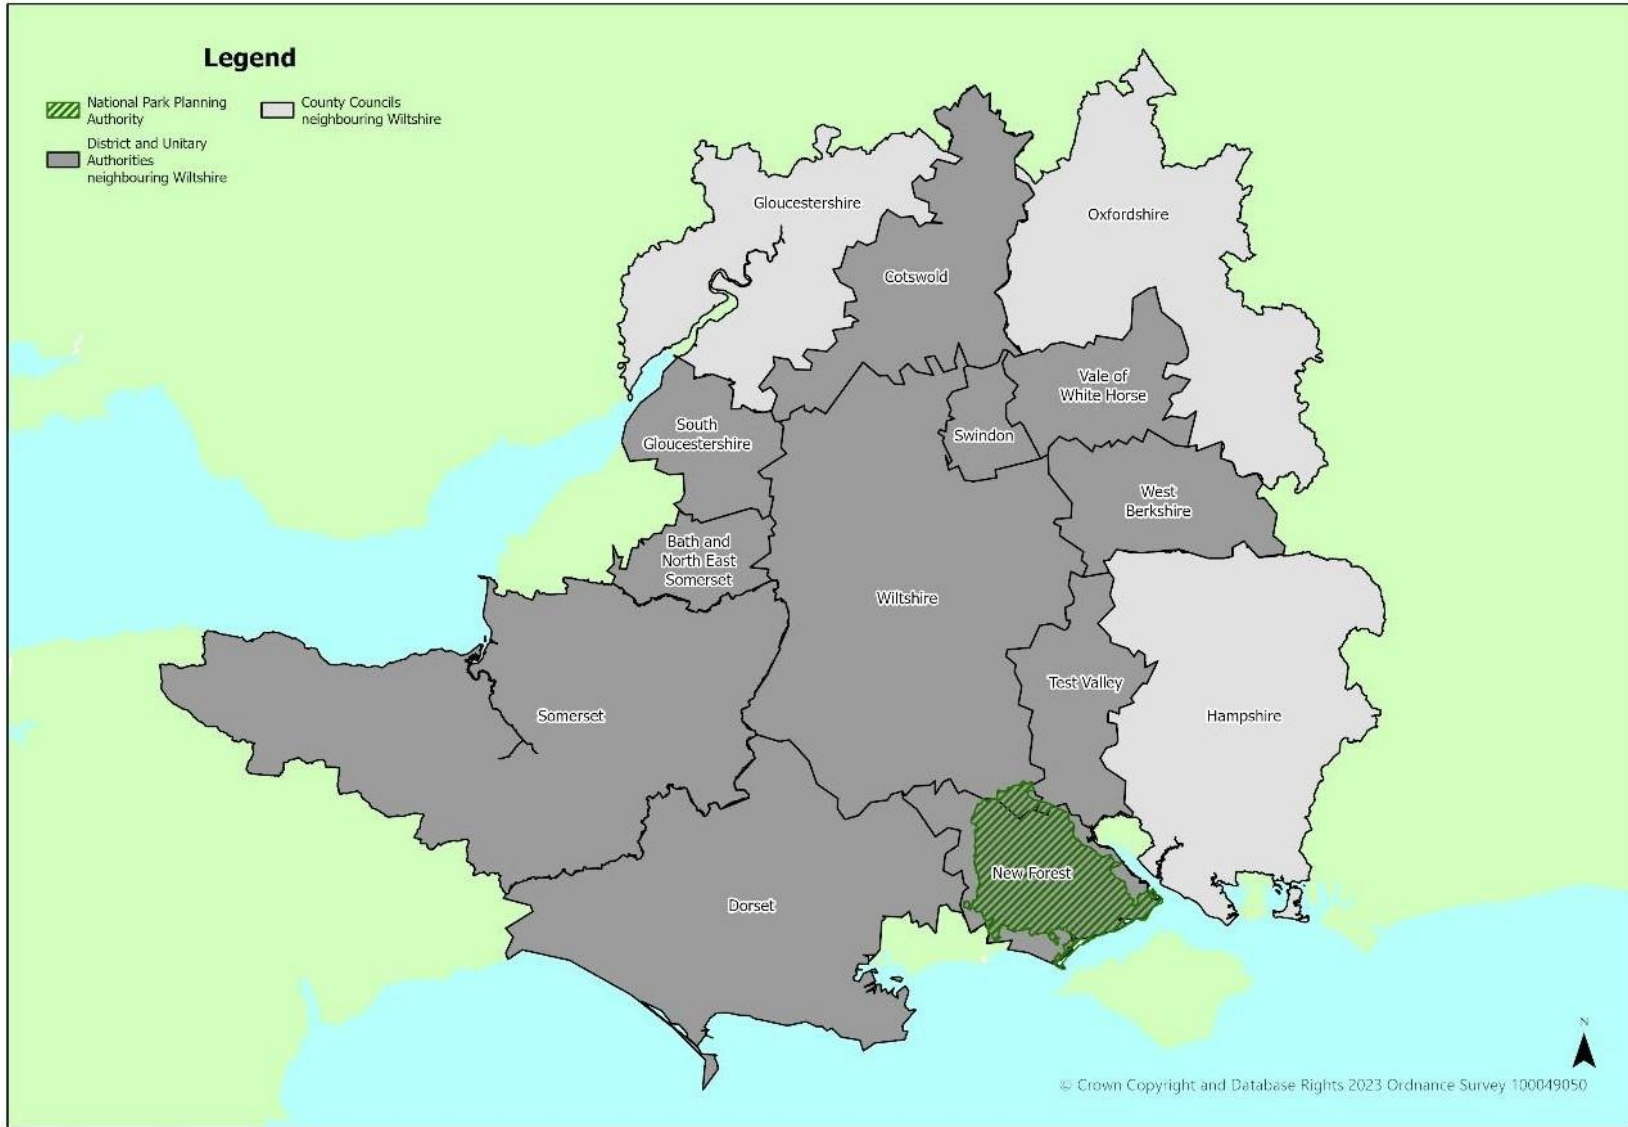 Legend
National Park Planning
Authority
County Councils
neighbouring Wiltshire
District and Unitary
Authorities
neighbouring Wiltshire
Gloucestershire
Oxfordshire
Cotswold
Vale of
White Horse
South
Gloucestershire
Swindon
West
Berkshire
Bath and
North East
Somerset
Wiltshire
Test Valley
Somerset
Hampshire
New Forest
Dorset
N
© Crown Copyright and Database Rights 2023 Ordnance Survey 100049050